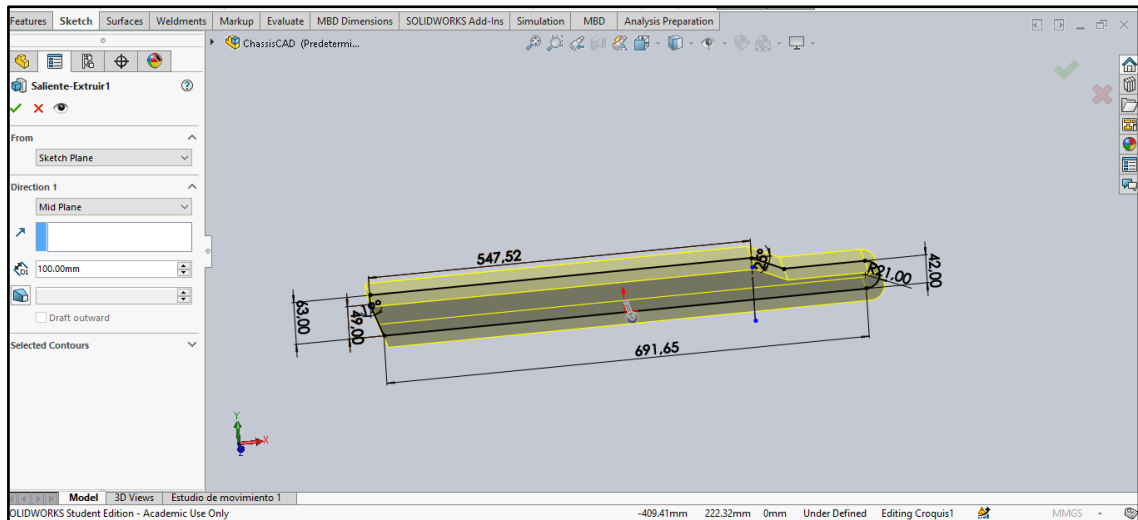 Features Sketch Surfaces Weldments Markup Evaluate MBD Dimensions SOLIDWORKS Add-Ins Simulation MBD Analysis Preparation
ChassisCAD (Predetermi...
Saliente-Extruir1
From
Sketch Plane
Direction 1
Mid Plane
D1
100.00mm
Draft outward
Selected Contours
547,52
R21,00
42,00
63,00
49,00
691,65
Y
X
Z
Model 3D Views Estudio de movimiento 1
OLIDWORKS Student Edition - Academic Use Only
-409.41mm 222.32mm 0mm Under Defined Editing Croquis1 MMGS